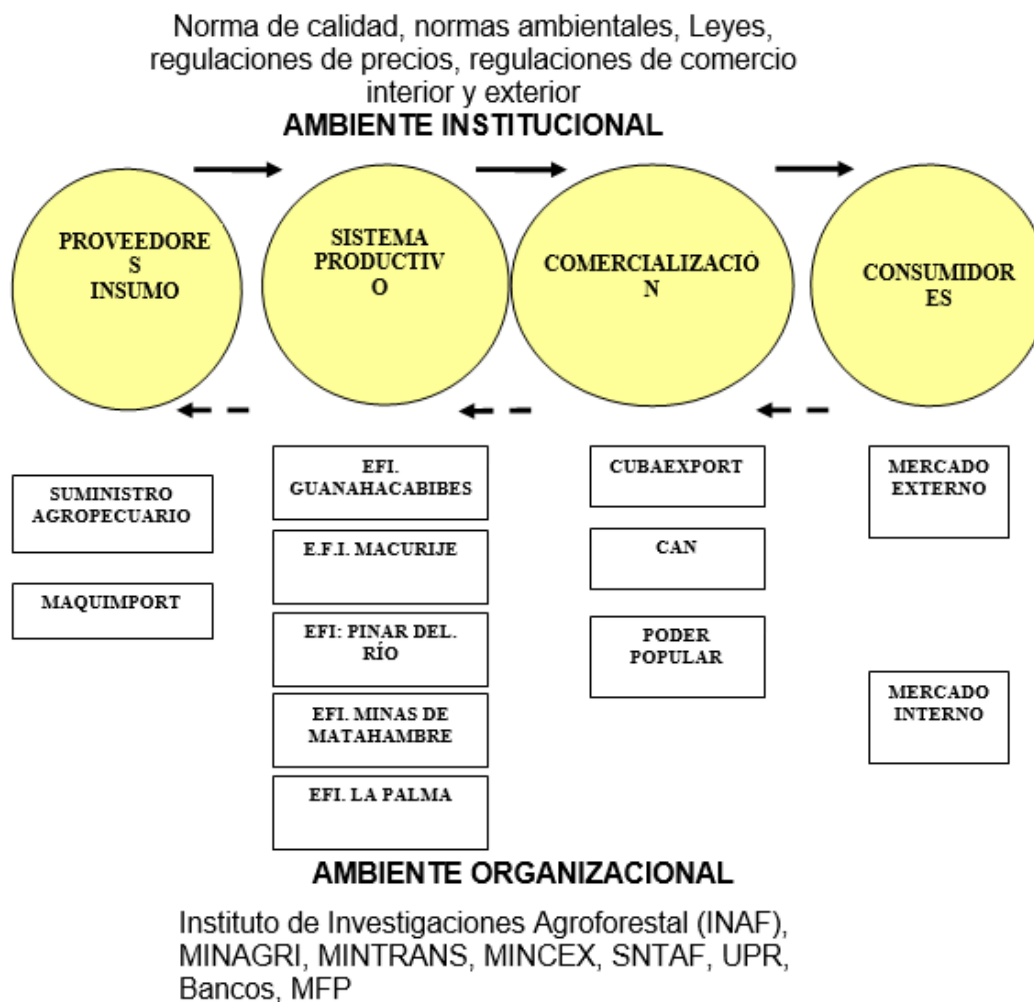 Norma de calidad, normas ambientales, Leyes,
regulaciones de precios, regulaciones de comercio
interior y exterior
AMBIENTE INSTITUCIONAL
PROVEEDORE
S
INSUMO
SISTEMA
PRODUCTIV
O
COMERCIALIZACIÓ
N
CONSUMIDOR
ES
SUMINISTRO
AGROPECUARIO
MAQUIMPORT
EFI.
GUANAHACABIBES
E.F.I. MACURIJE
EFI: PINAR DEL.
RÍO
EFI. MINAS DE
MATAHAMBRE
EFI. LA PALMA
CUBAEXPORT
CAN
PODER
POPULAR
MERCADO
EXTERNO
MERCADO
INTERNO
AMBIENTE ORGANIZACIONAL
Instituto de Investigaciones Agroforestal (INAF),
MINAGRI, MINTRANS, MINCEX, SNTAF, UPR,
Bancos, MFP